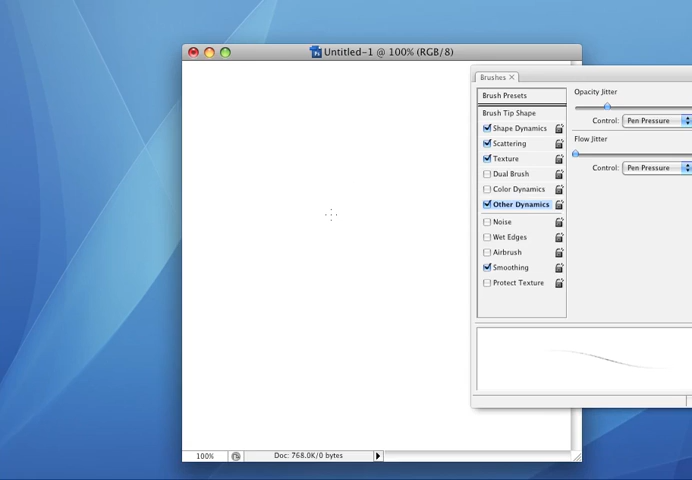 Untitled-1 @ 100% (RGB/8)
Brushes
Brush Presets
Brush Tip Shape
Shape Dynamics
Scattering
Texture
Dual Brush
Color Dynamics
Other Dynamics
Noise
Wet Edges
Airbrush
Smoothing
Protect Texture
Opacity Jitter
Control: Pen Pressure
Flow Jitter
Control: Pen Pressure
100%
Doc: 768.0K/0 bytes